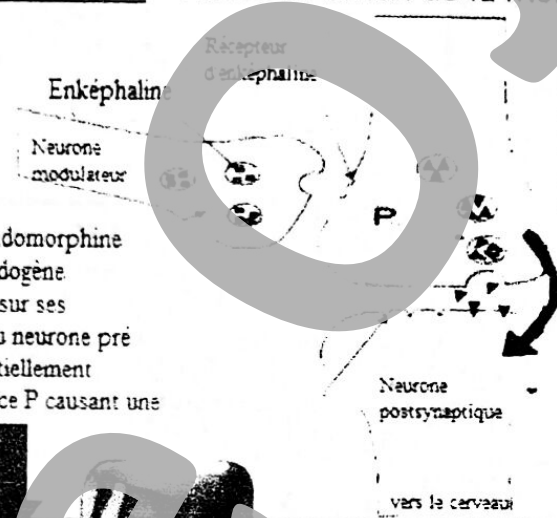 Récepteur
d'enképhaline
Enképhaline
Neurone
modulateur
P
domorphine
dogène
sur ses
u neurone pré
tiellement
ce P causant une
Neurone
postsynaptique
vers le cerveau